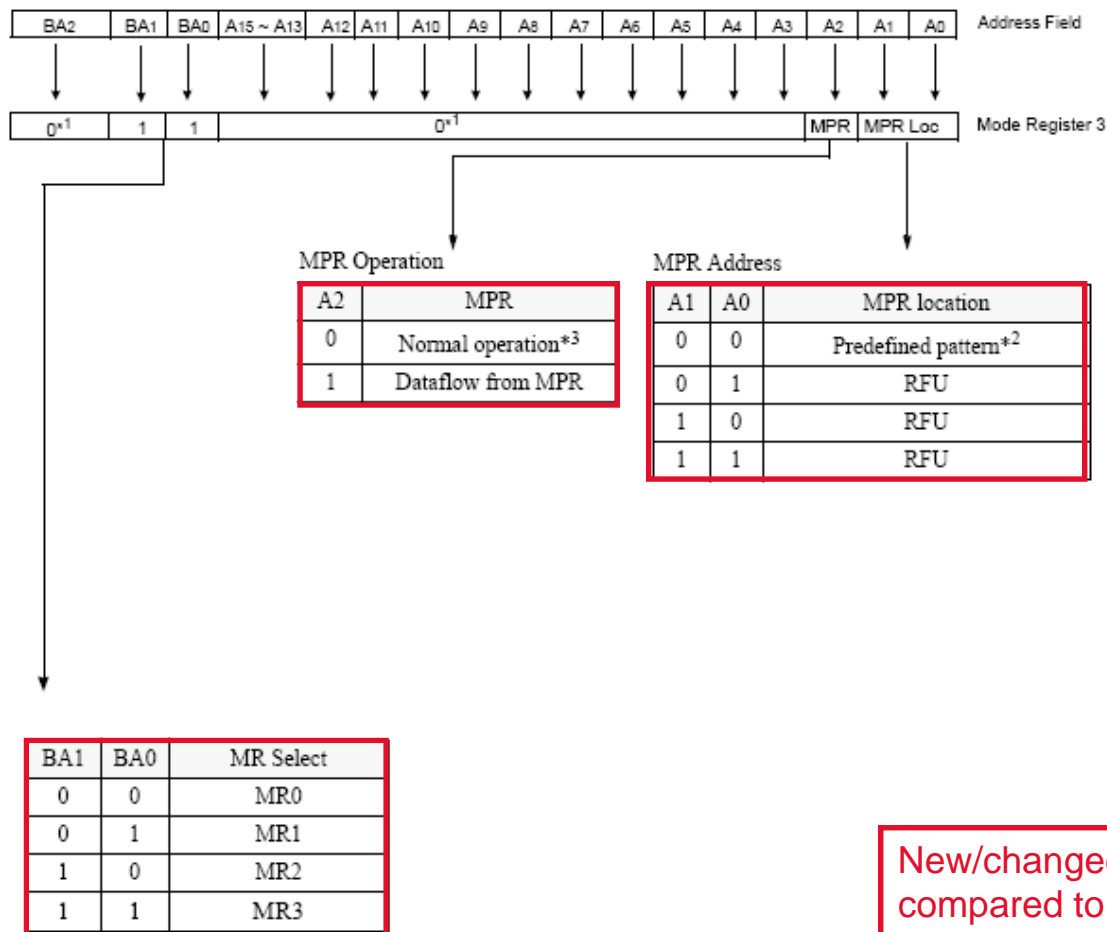 BA2 BA1 BA0 A15 ~ A13 A12 A11 A10 A9 A8 A7 A6 A5 A4 A3 A2 A1 A0 Address Field
0*1 1 1 0*1 MPR MPR Loc Mode Register 3
MPR Operation
A2 MPR
0 Normal operation*3
1 Dataflow from MPR
MPR Address
A1 A0 MPR location
0 0 Predefined pattern*2
0 1 RFU
1 0 RFU
1 1 RFU
BA1 BA0 MR Select
0 0 MR0
0 1 MR1
1 0 MR2
1 1 MR3
New/changed
compared to